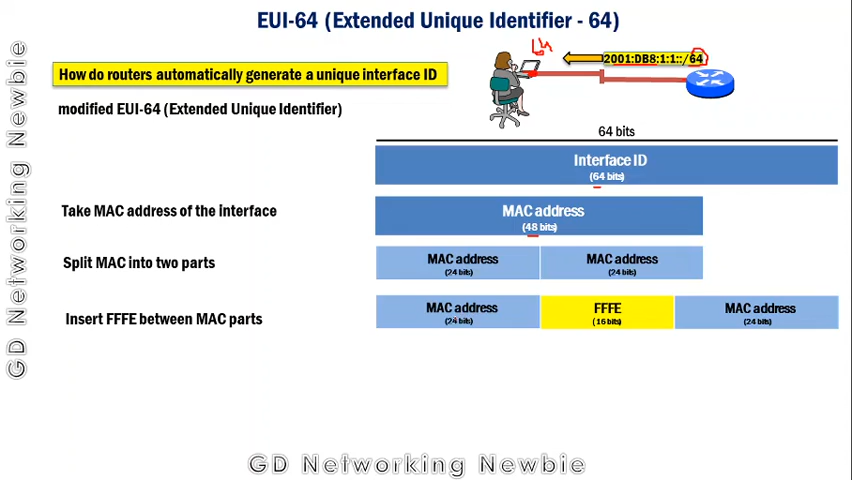 EUI-64 (Extended Unique Identifier - 64)
How do routers automatically generate a unique interface ID
2001:DB8:1:1::/64
modified EUI-64 (Extended Unique Identifier)
64 bits
Interface ID
(64 bits)
Take MAC address of the interface
MAC address
(48 bits)
Split MAC into two parts
MAC address
(24 bits)
MAC address
(24 bits)
Insert FFFE between MAC parts
MAC address
(24 bits)
FFFE
(16 bits)
MAC address
(24 bits)
GD Networking Newbie
GD Networking Newbie